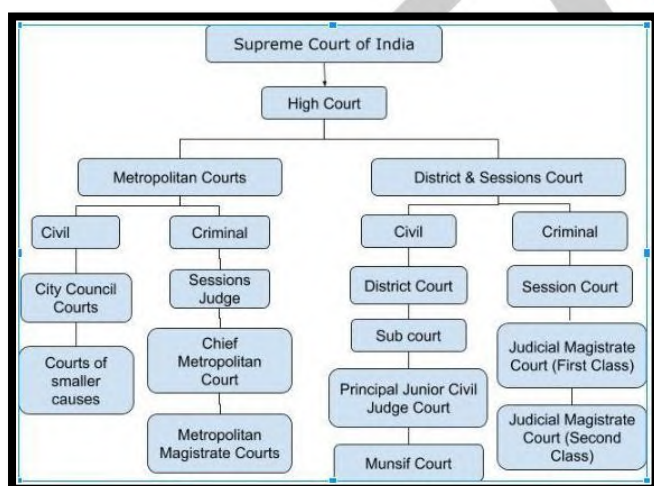 Supreme Court of India
High Court
Metropolitan Courts
District & Sessions Court
Civil
Criminal
Civil
Criminal
City Council
Courts
Sessions
Judge
District Court
Session Court
Courts of
smaller
causes
Chief
Metropolitan
Court
Sub court
Judicial Magistrate
Court (First Class)
Principal Junior Civil
Judge Court
Metropolitan
Magistrate Courts
Judicial Magistrate
Court (Second
Class)
Munsif Court